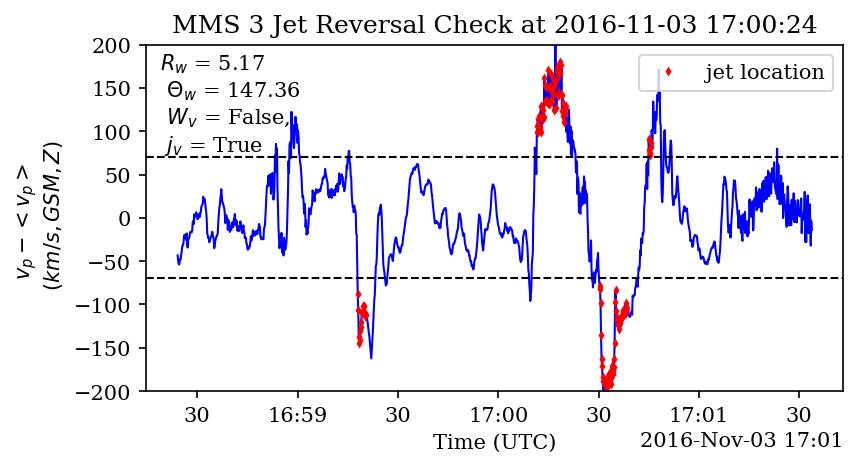 MMS 3 Jet Reversal Check at 2016-11-03 17:00:24
R_w = 5.17
Θ_w = 147.36
W_v = False,
j_v = True
jet location
v_p − < v_p >
(km/s, GSM, Z)
200
150
100
50
0
−50
−100
−150
−200
30 16:59 30 17:00 30 17:01 30
Time (UTC)
2016-Nov-03 17:01